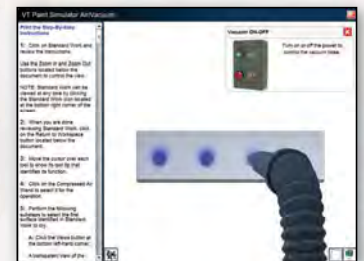 VT Paint Simulator AirVacuum
Print the Step-By-Step
Instructions
1: Click on Standard Work and
review the instructions.
Use the Zoom In and Zoom Out
buttons located below the
document to control the view.
NOTE: Standard Work can be
viewed at any time by clicking
the Standard Work icon located
at the bottom right corner of the
screen.
2: When you are done
reviewing Standard Work, click
on the Return to Workspace
button located below the
document.
3: Move the cursor over each
tool to show its tool tip that
identifies its function.
4: Click on the Compressed Air
Wand to select it for the
operation.
5: Perform the following
substeps to select the first
surface identified in Standard
Work to dry.
A: Click the Views button at
the bottom left-hand corner.
A transparent view of the
Vacuum ON-OFF
Turn on or off the power to
control the vacuum hose.